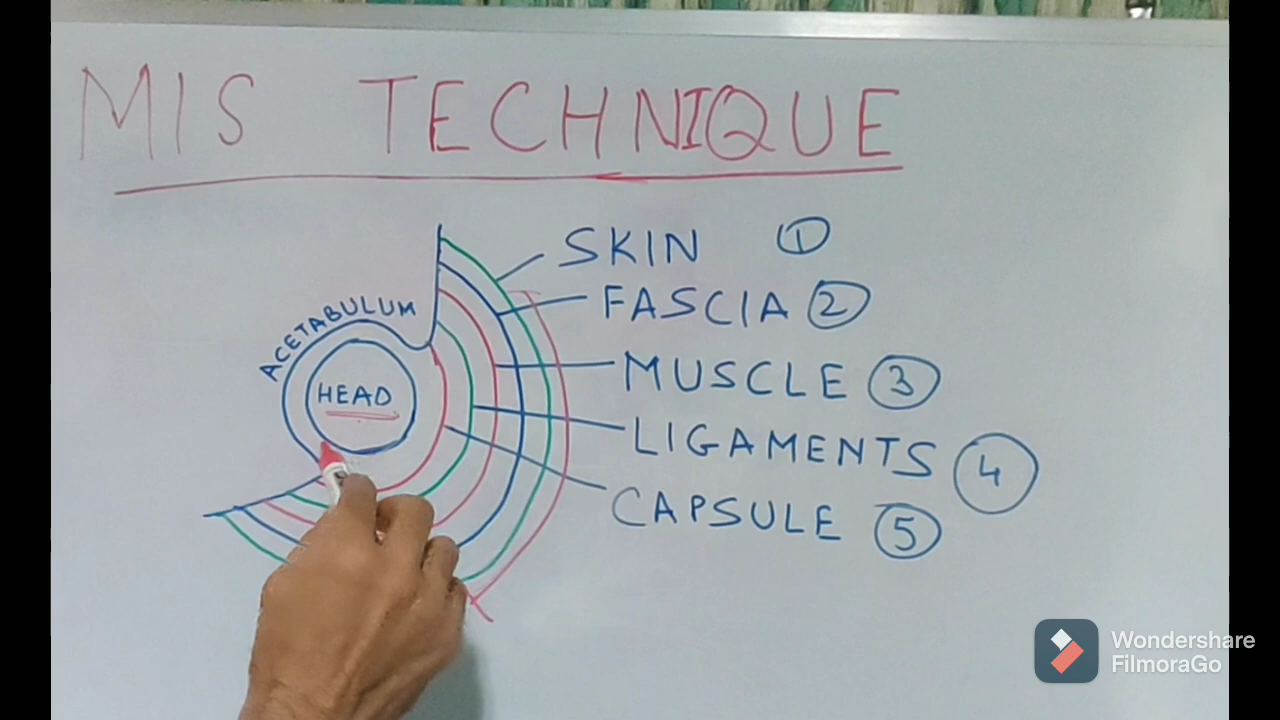 MIS TECHNIQUE
SKIN 1
FASCIA 2
ACETABULUM
MUSCLE 3
HEAD
LIGAMENTS 4
CAPSULE 5
Wondershare
FilmoraGo